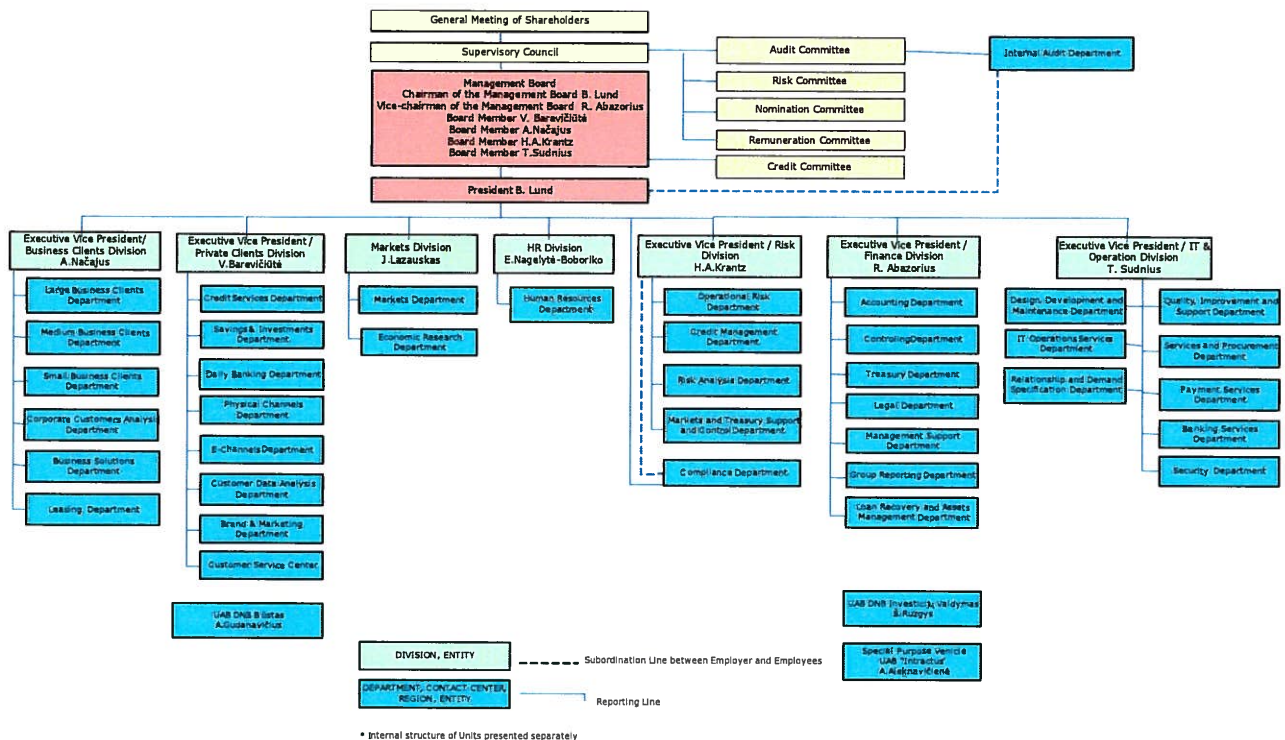 General Meeting of Shareholders
Supervisory Council
Audit Committee
Internal Audit Department
Risk Committee
Nomination Committee
Remuneration Committee
Credit Committee
Management Board
Chairman of the Management Board B. Lund
Vice-chairman of the Management Board R. Abazorius
Board Member V. Barevičiūtė
Board Member A.Načajus
Board Member H.A.Krantz
Board Member T.Sudnius
President B. Lund
Executive Vice President/
Business Clients Division
A.Načajus
Large Business Clients
Department
Medium Business Clients
Department
Small Business Clients
Department
Corporate Customers Analysis
Department
Business Solutions
Department
Leasing Department
Executive Vice President /
Private Clients Division
V.Barevičiūtė
Credit Services Department
Savings & Investments
Department
Daily Banking Department
Physical Channels
Department
E-Channels Department
Customer Data Analysis
Department
Brand & Marketing
Department
Customer Service Center
UAB DNB Būstas
A.Gudanavičius
Markets Division
J.Lazauskas
Markets Department
Economic Research
Department
HR Division
E.Nagelytė-Boboriko
Human Resources
Department
Executive Vice President / Risk
Division
H.A.Krantz
Operational Risk
Department
Credit Management
Department
Risk Analysis Department
Markets and Treasury Support
and Control Department
Compliance Department
Executive Vice President /
Finance Division
R. Abazorius
Accounting Department
Controling Department
Treasury Department
Legal Department
Management Support
Department
Group Reporting Department
Loan Recovery and Assets
Management Department
UAB DNB Investicijų Valdymas
Š.Ruzgys
Special Purpose Vehicle
UAB "Intractus"
A.Aleknavičienė
Executive Vice President / IT &
Operation Division
T. Sudnius
Design, Development and
Maintenance Department
IT Operations Services
Department
Relationship and Demand
Specification Department
Quality, Improvement and
Support Department
Services and Procurement
Department
Payment Services
Department
Banking Services
Department
Security Department
DIVISION, ENTITY
Subordination Line between Employer and Employees
DEPARTMENT, CONTACT CENTER,
REGION, ENTITY
Reporting Line
* Internal structure of Units presented separately